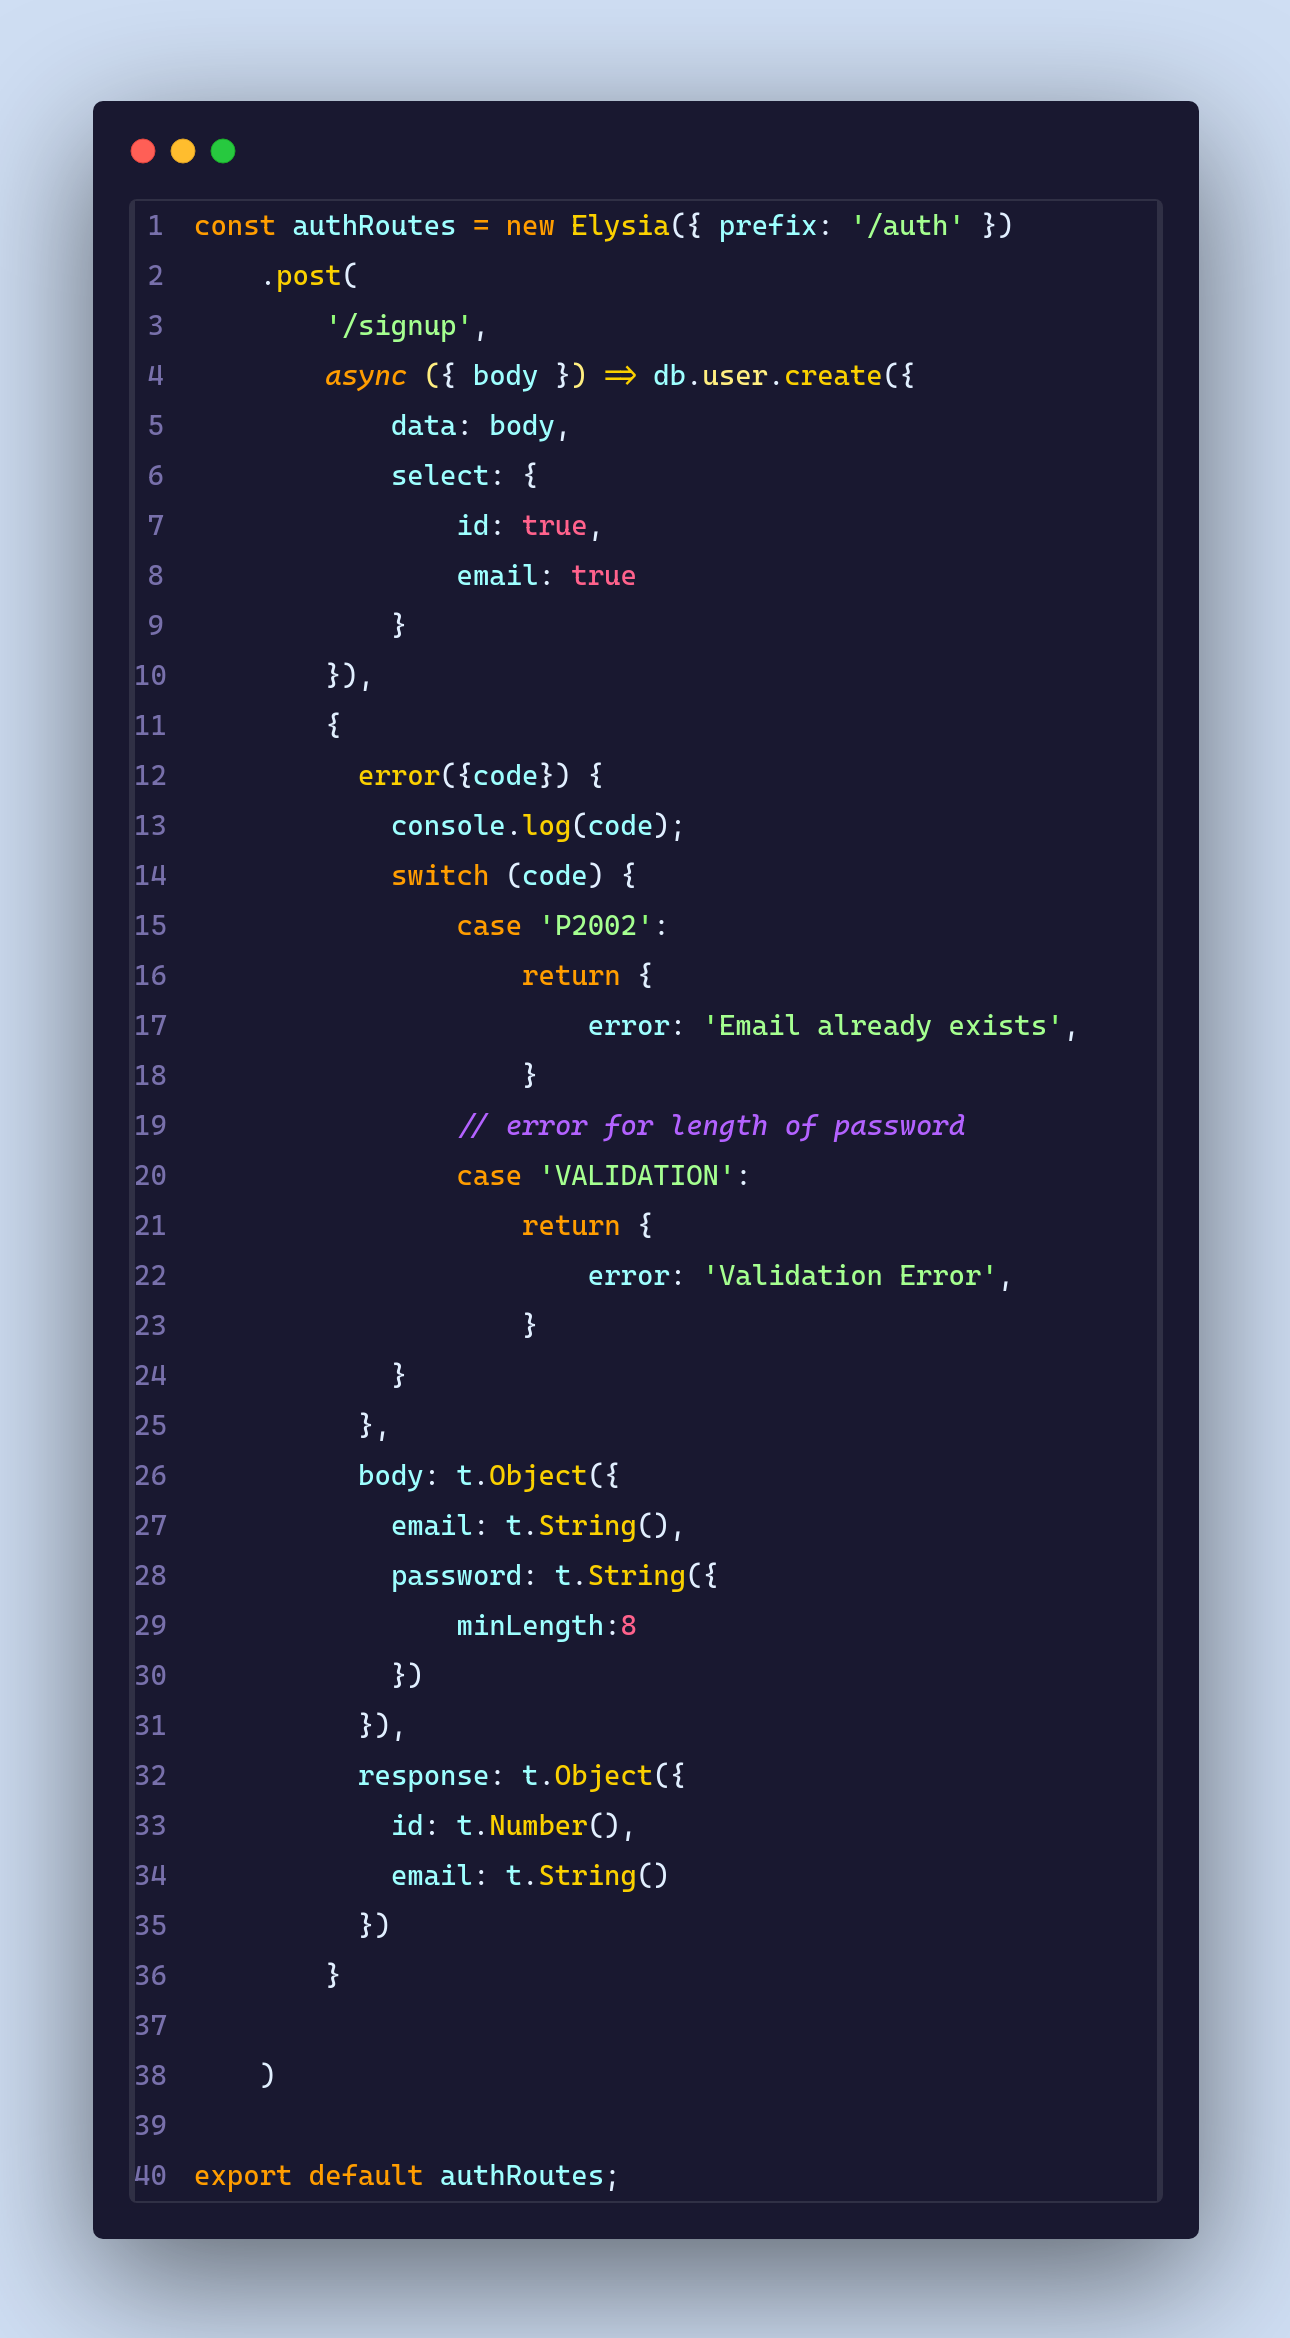 1 const authRoutes = new Elysia({ prefix: '/auth' })
2     .post(
3         '/signup',
4         async ({ body }) => db.user.create({
5             data: body,
6             select: {
7                 id: true,
8                 email: true
9             }
10         }),
11         {
12           error({code}) {
13             console.log(code);
14             switch (code) {
15                 case 'P2002':
16                     return {
17                         error: 'Email already exists',
18                     }
19                 // error for length of password
20                 case 'VALIDATION':
21                     return {
22                         error: 'Validation Error',
23                     }
24             }
25           },
26           body: t.Object({
27             email: t.String(),
28             password: t.String({
29                 minLength:8
30             })
31           }),
32           response: t.Object({
33             id: t.Number(),
34             email: t.String()
35           })
36         }
37
38     )
39
40 export default authRoutes;